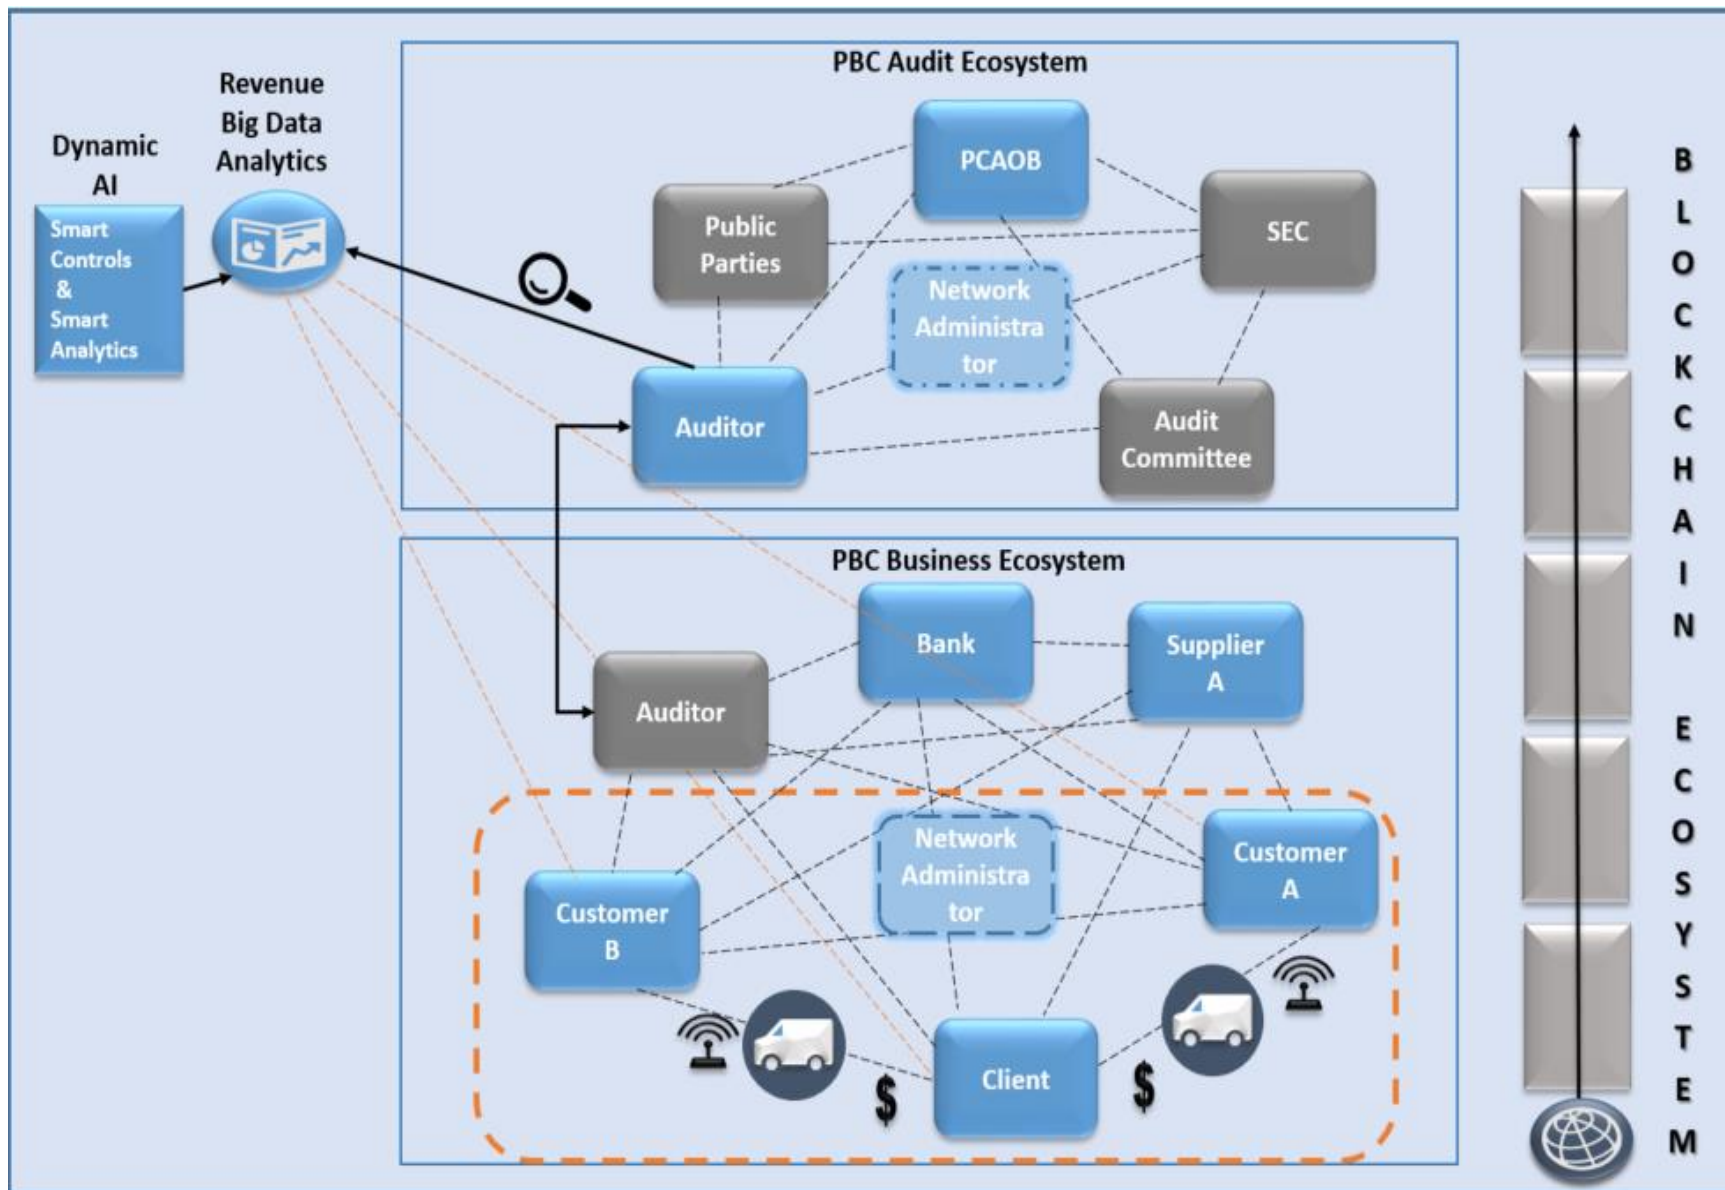 PBC Audit Ecosystem
Revenue
Big Data
Analytics
Dynamic
AI
Smart
Controls
&
Smart
Analytics
PCAOB
Public
Parties
SEC
Network
Administra
tor
Auditor
Audit
Committee
PBC Business Ecosystem
Bank
Supplier
A
Auditor
Network
Administra
tor
Customer
A
Customer
B
$
Client
$
B
L
O
C
K
C
H
A
I
N
E
C
O
S
Y
S
T
E
M